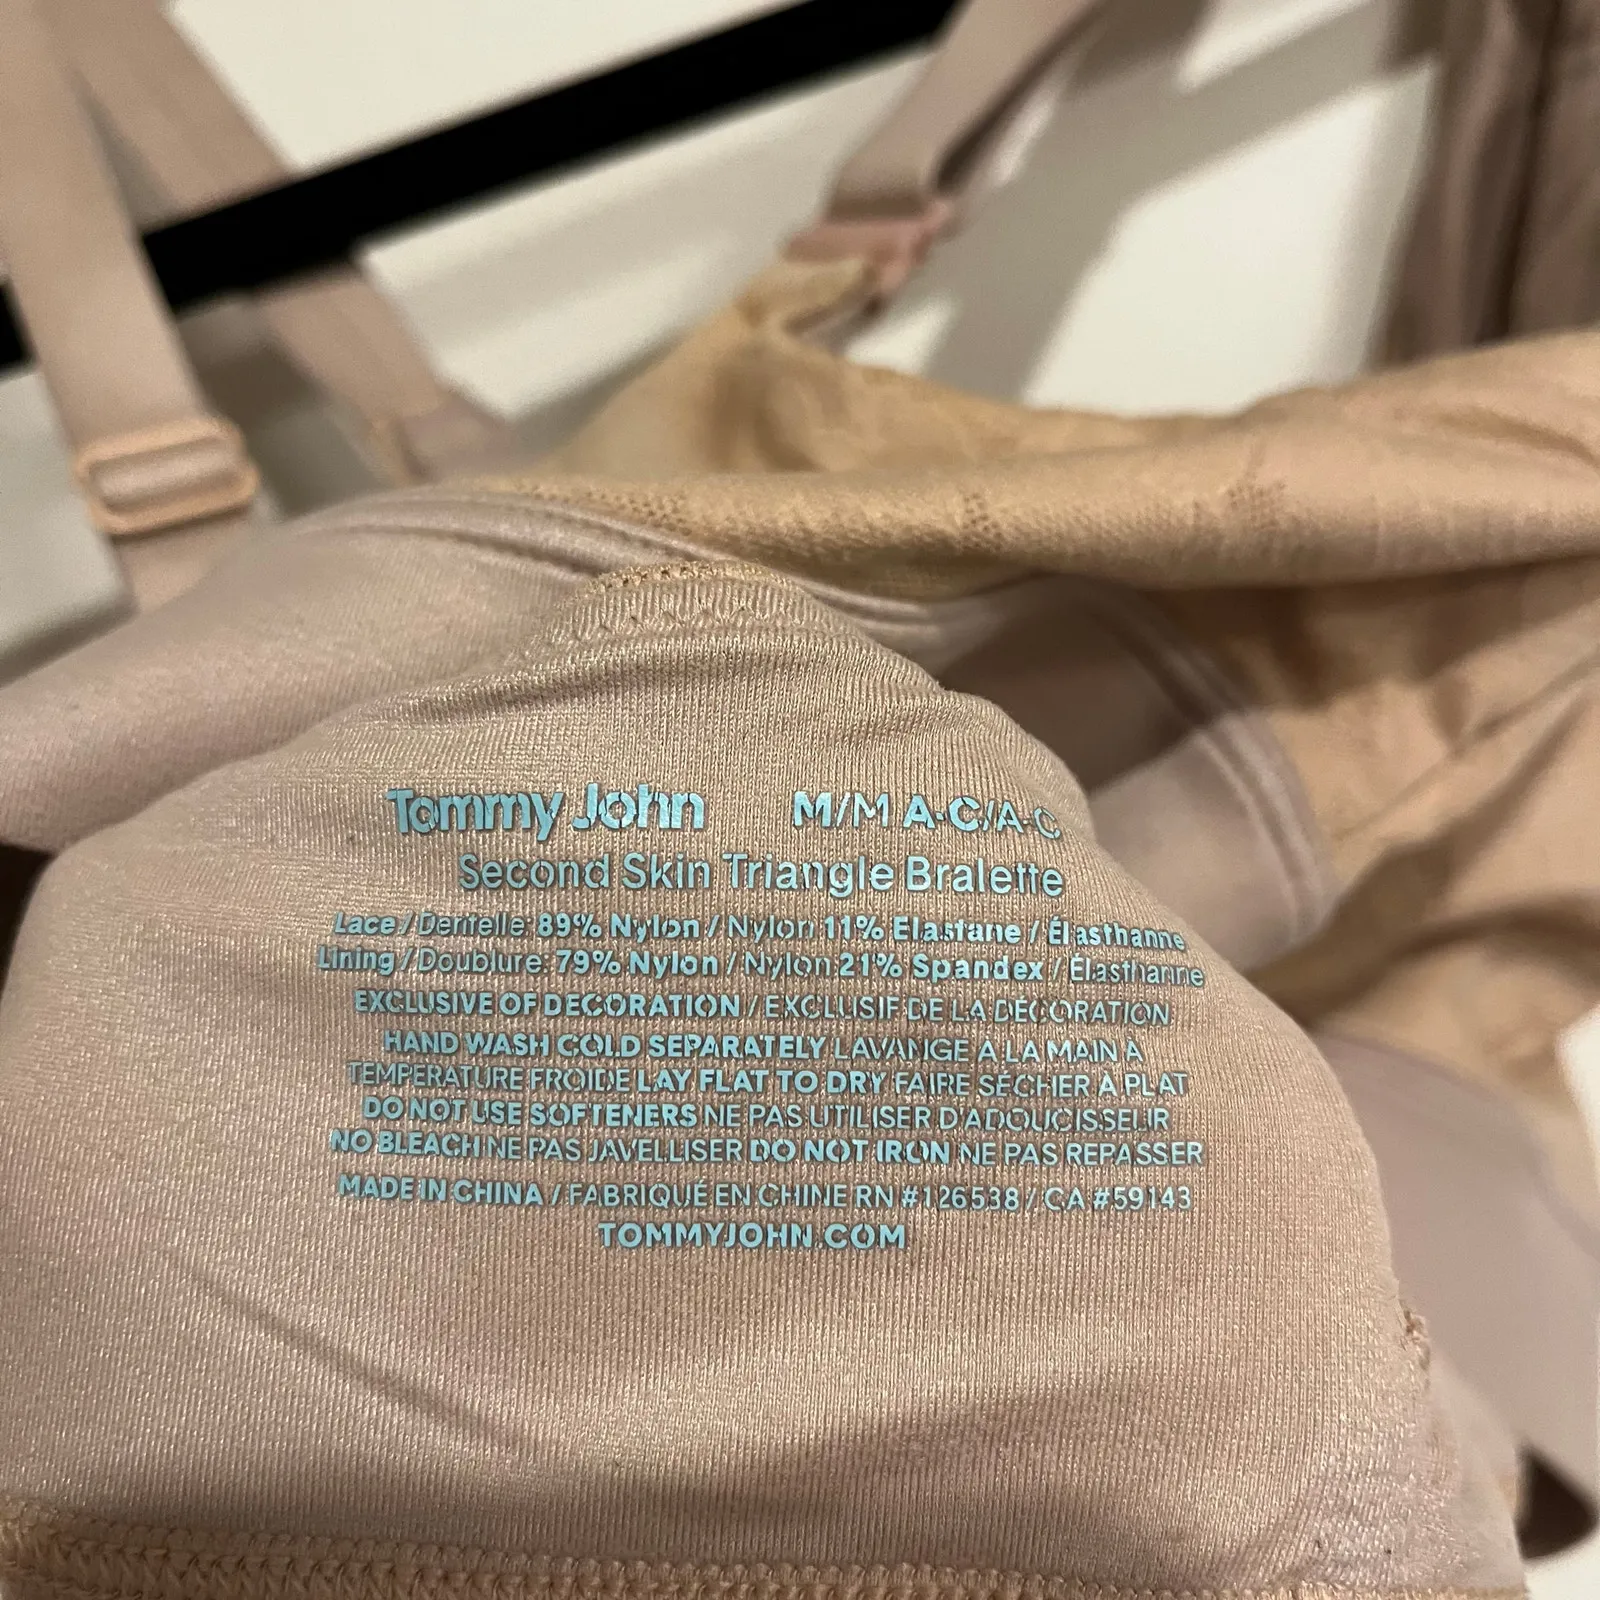 Tommy John M/M A-C/A-C
Second Skin Triangle Bralette
Lace / Dentelle: 89% Nylon / Nylon 11% Elastane / Élasthanne
Lining / Doublure: 79% Nylon / Nylon 21% Spandex / Élasthanne
EXCLUSIVE OF DECORATION / EXCLUSIF DE LA DÉCORATION
HAND WASH COLD SEPARATELY LAVANGE À LA MAIN À
TEMPERATURE FROIDE LAY FLAT TO DRY FAIRE SÉCHER À PLAT
DO NOT USE SOFTENERS NE PAS UTILISER D'ADOUCISSEUR
NO BLEACH NE PAS JAVELLISER DO NOT IRON NE PAS REPASSER
MADE IN CHINA / FABRIQUÉ EN CHINE RN #126538 / CA #59143
TOMMYJOHN.COM